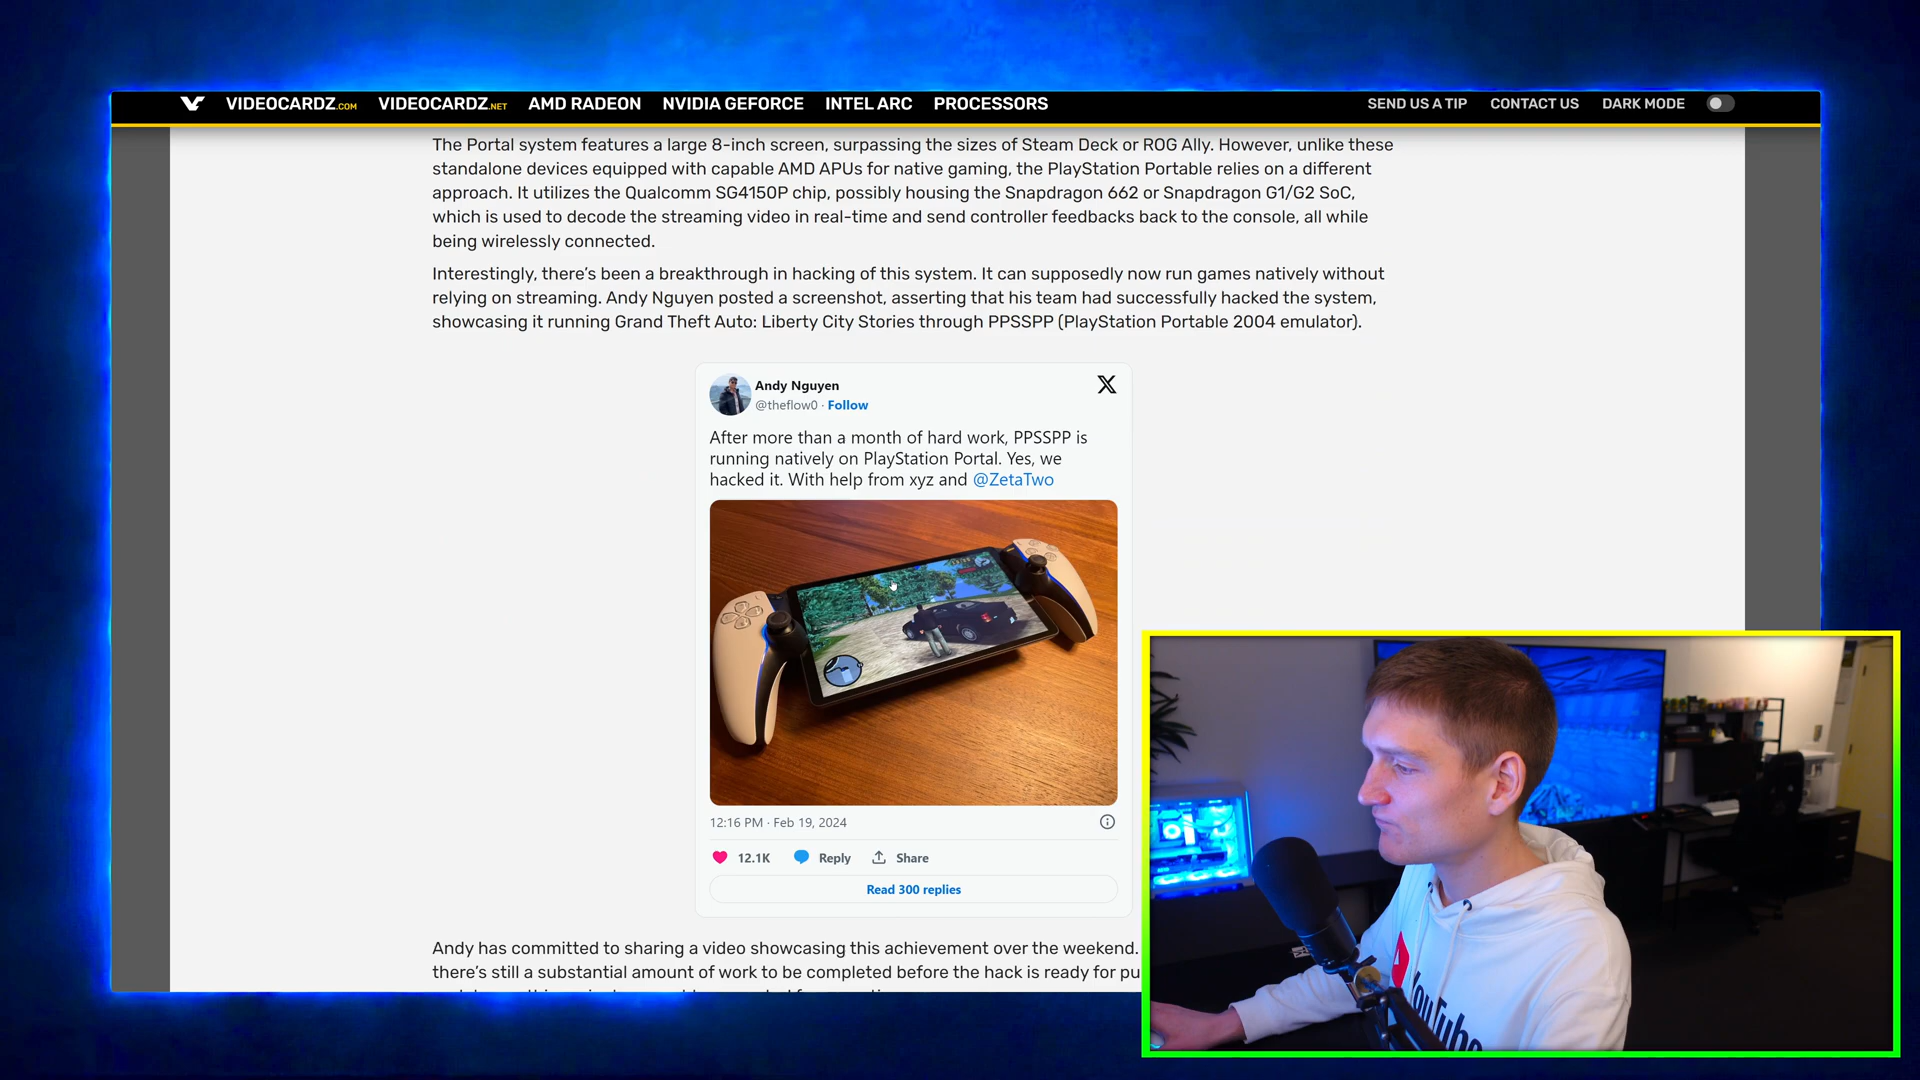 VIDEOCARDZ.COM VIDEOCARDZ.NET AMD RADEON NVIDIA GEFORCE INTEL ARC PROCESSORS SEND US A TIP CONTACT US DARK MODE
The Portal system features a large 8-inch screen, surpassing the sizes of Steam Deck or ROG Ally. However, unlike these
standalone devices equipped with capable AMD APUs for native gaming, the PlayStation Portable relies on a different
approach. It utilizes the Qualcomm SG4150P chip, possibly housing the Snapdragon 662 or Snapdragon G1/G2 SoC,
which is used to decode the streaming video in real-time and send controller feedbacks back to the console, all while
being wirelessly connected.
Interestingly, there's been a breakthrough in hacking of this system. It can supposedly now run games natively without
relying on streaming. Andy Nguyen posted a screenshot, asserting that his team had successfully hacked the system,
showcasing it running Grand Theft Auto: Liberty City Stories through PPSSPP (PlayStation Portable 2004 emulator).
Andy Nguyen
@theflow0 · Follow
After more than a month of hard work, PPSSPP is
running natively on PlayStation Portal. Yes, we
hacked it. With help from xyz and @ZetaTwo
12:16 PM · Feb 19, 2024
12.1K Reply Share
Read 300 replies
Andy has committed to sharing a video showcasing this achievement over the weekend.
there's still a substantial amount of work to be completed before the hack is ready for pu
YouTube